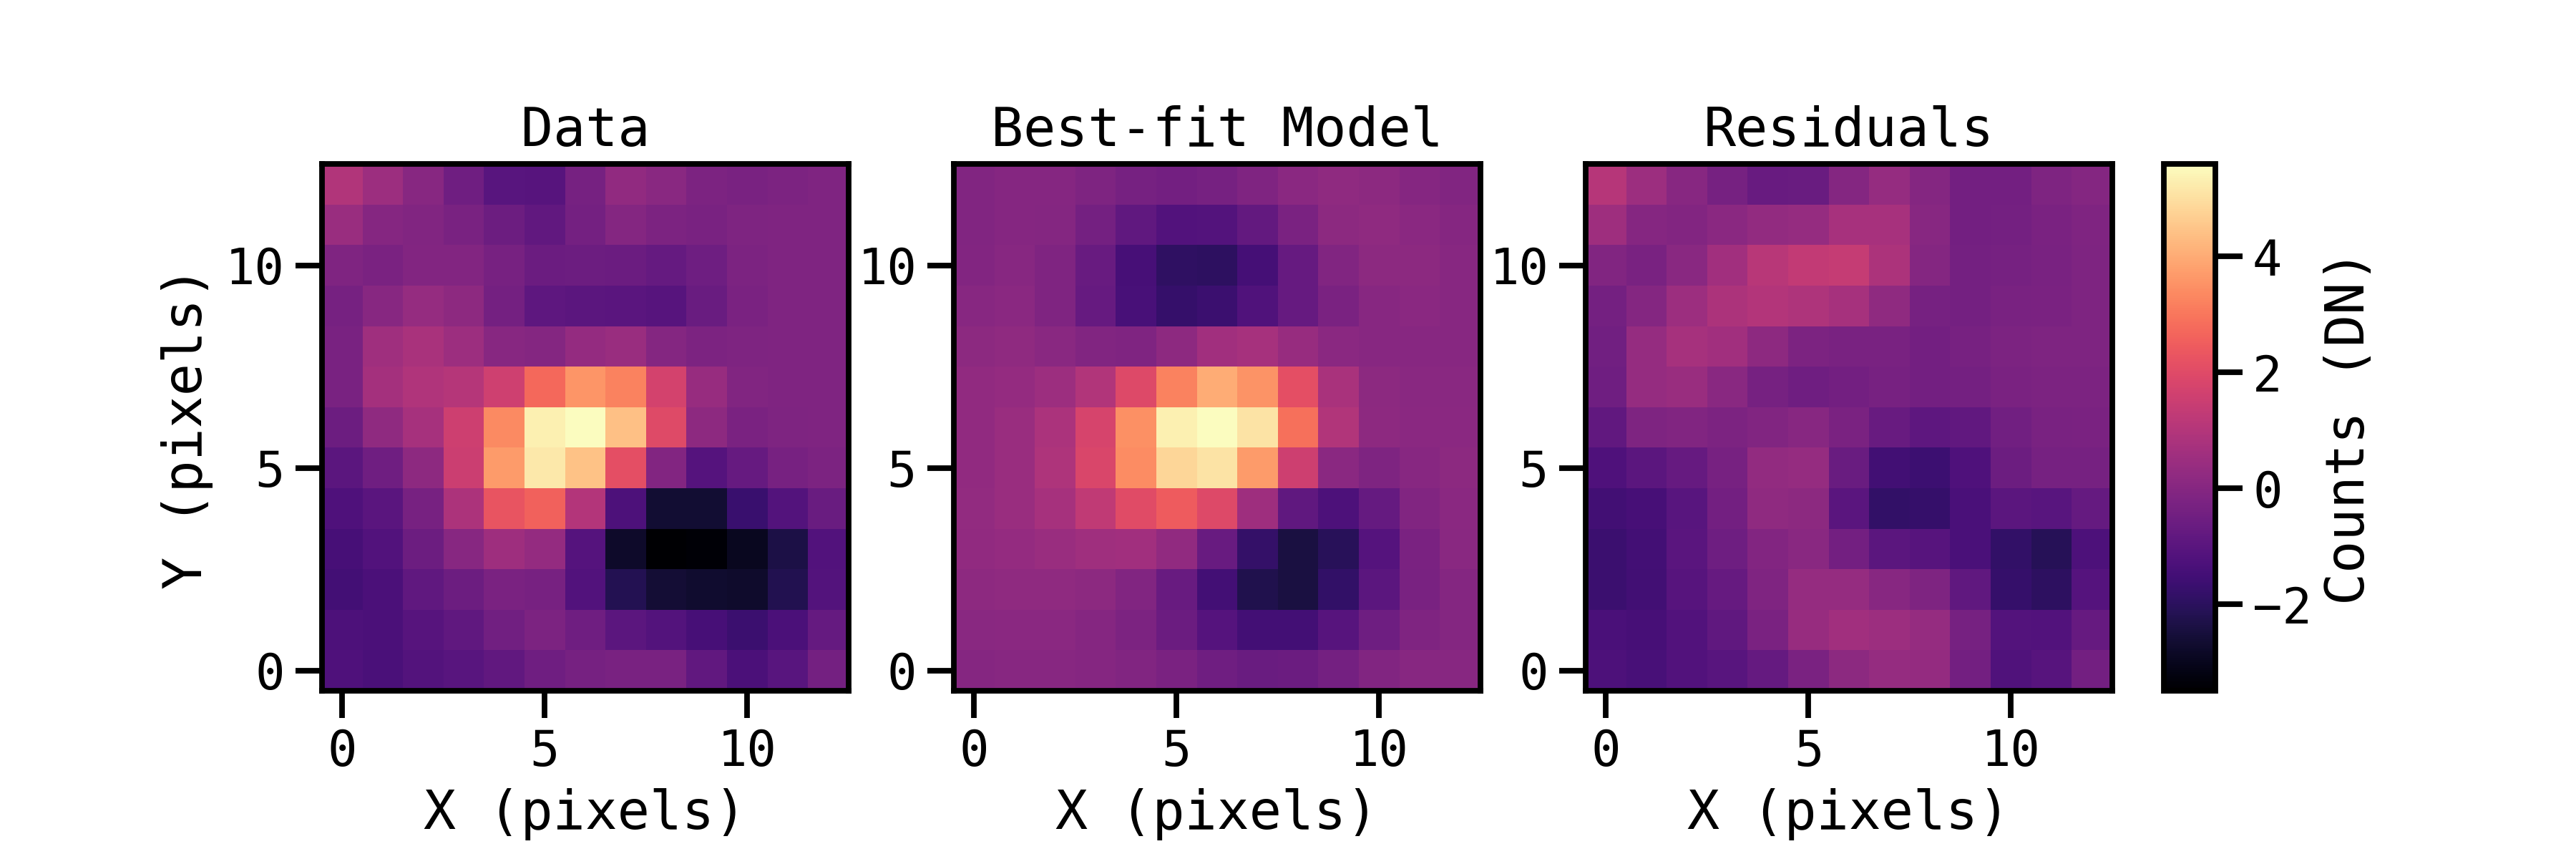 Data
Best-fit Model
Residuals
Y (pixels)
10
5
0
0
5
10
X (pixels)
10
5
0
0
5
10
X (pixels)
10
5
0
0
5
10
X (pixels)
4
2
0
−2
Counts (DN)